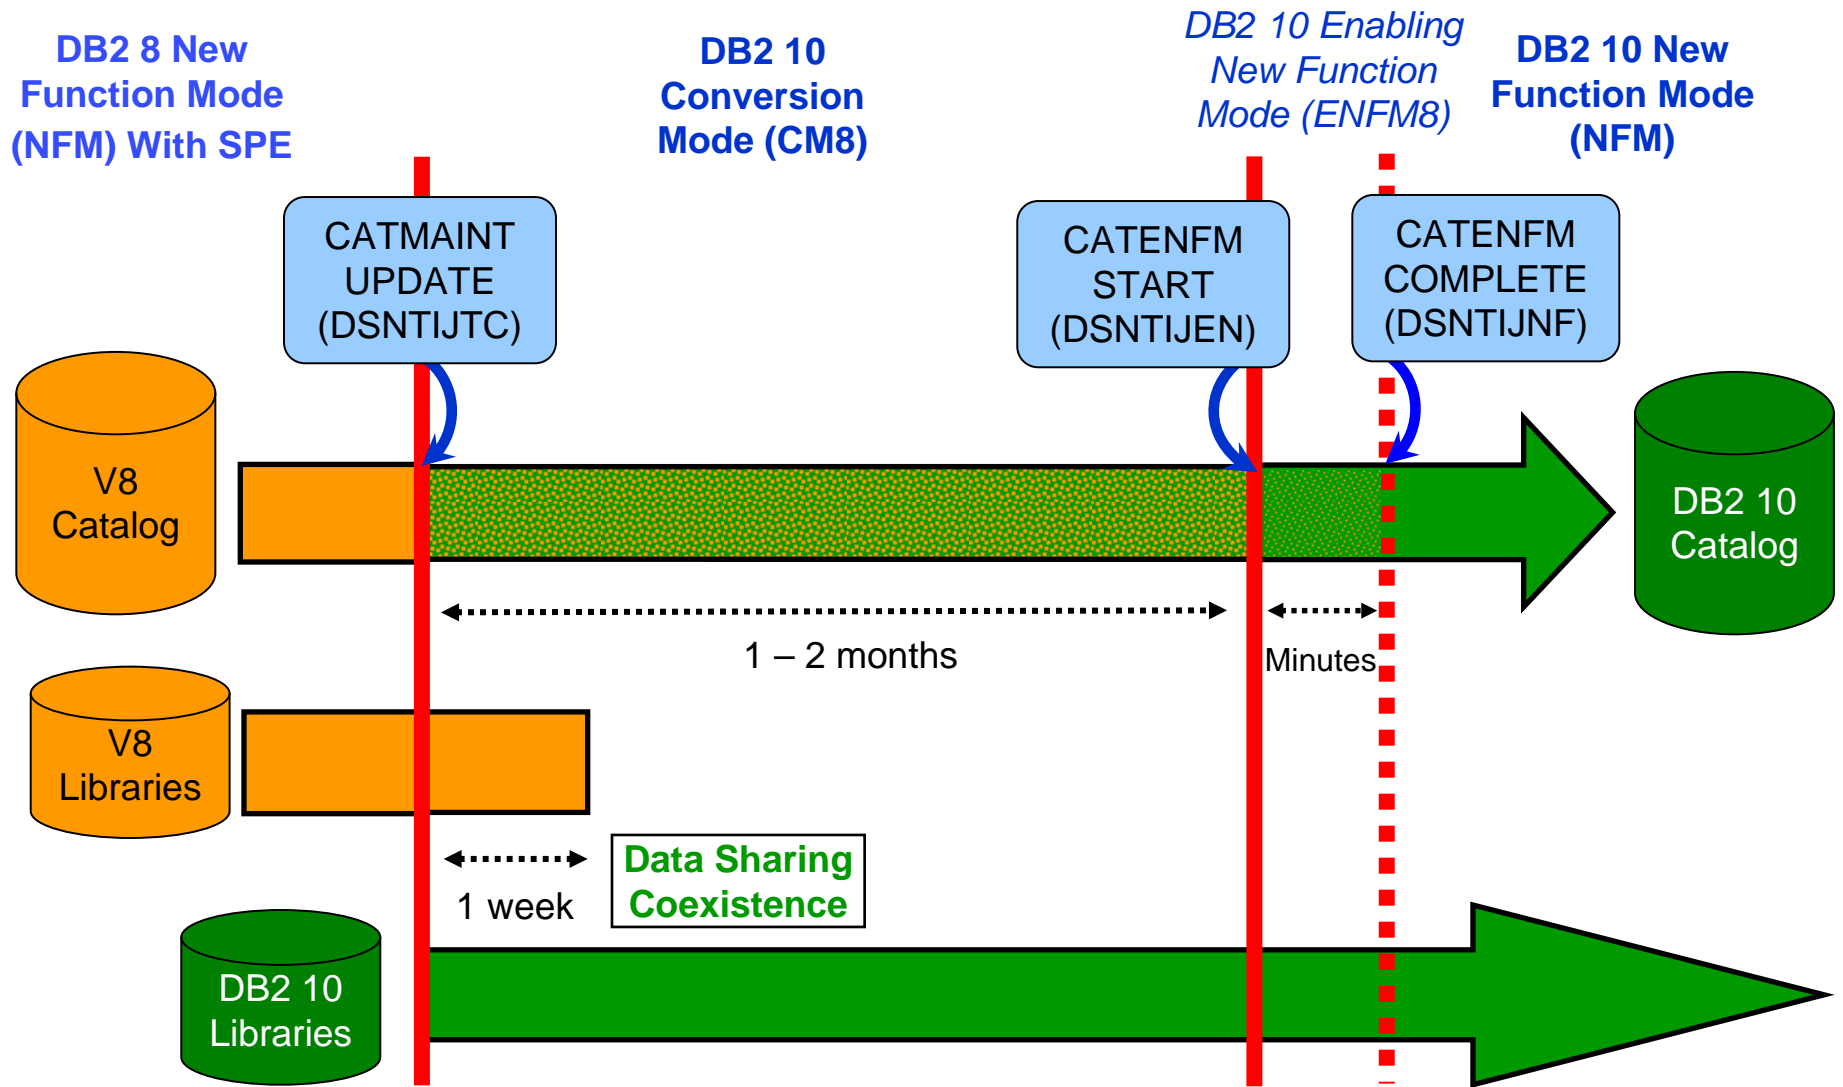 DB2 8 New
Function Mode
(NFM) With SPE
DB2 10
Conversion
Mode (CM8)
DB2 10 Enabling
New Function
Mode (ENFM8)
DB2 10 New
Function Mode
(NFM)
CATMAINT
UPDATE
(DSNTIJTC)
CATENFM
START
(DSNTIJEN)
CATENFM
COMPLETE
(DSNTIJNF)
V8
Catalog
DB2 10
Catalog
1 – 2 months
Minutes
V8
Libraries
1 week
Data Sharing
Coexistence
DB2 10
Libraries